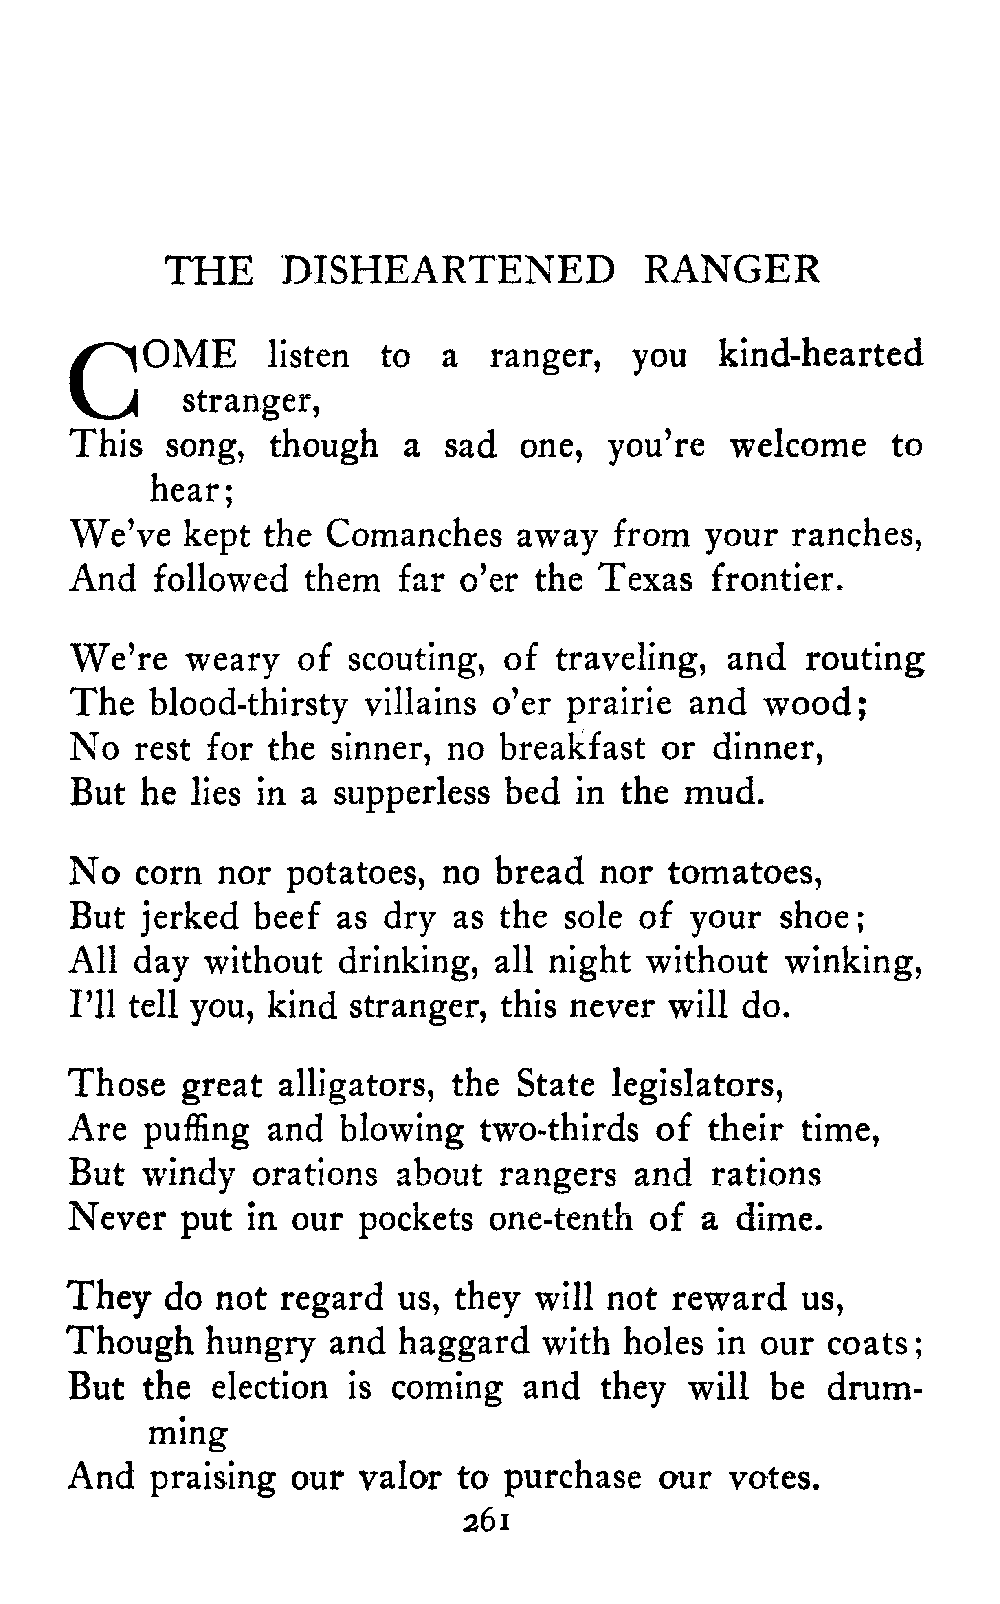 THE DISHEARTENED RANGER
COME listen to a ranger, you kind-hearted
stranger,
This song, though a sad one, you're welcome to
hear;
We've kept the Comanches away from your ranches,
And followed them far o'er the Texas frontier.
We're weary of scouting, of traveling, and routing
The blood-thirsty villains o'er prairie and wood;
No rest for the sinner, no breakfast or dinner,
But he lies in a supperless bed in the mud.
No corn nor potatoes, no bread nor tomatoes,
But jerked beef as dry as the sole of your shoe;
All day without drinking, all night without winking,
I'll tell you, kind stranger, this never will do.
Those great alligators, the State legislators,
Are puffing and blowing two-thirds of their time,
But windy orations about rangers and rations
Never put in our pockets one-tenth of a dime.
They do not regard us, they will not reward us,
Though hungry and haggard with holes in our coats;
But the election is coming and they will be drum-
ming
And praising our valor to purchase our votes.
261